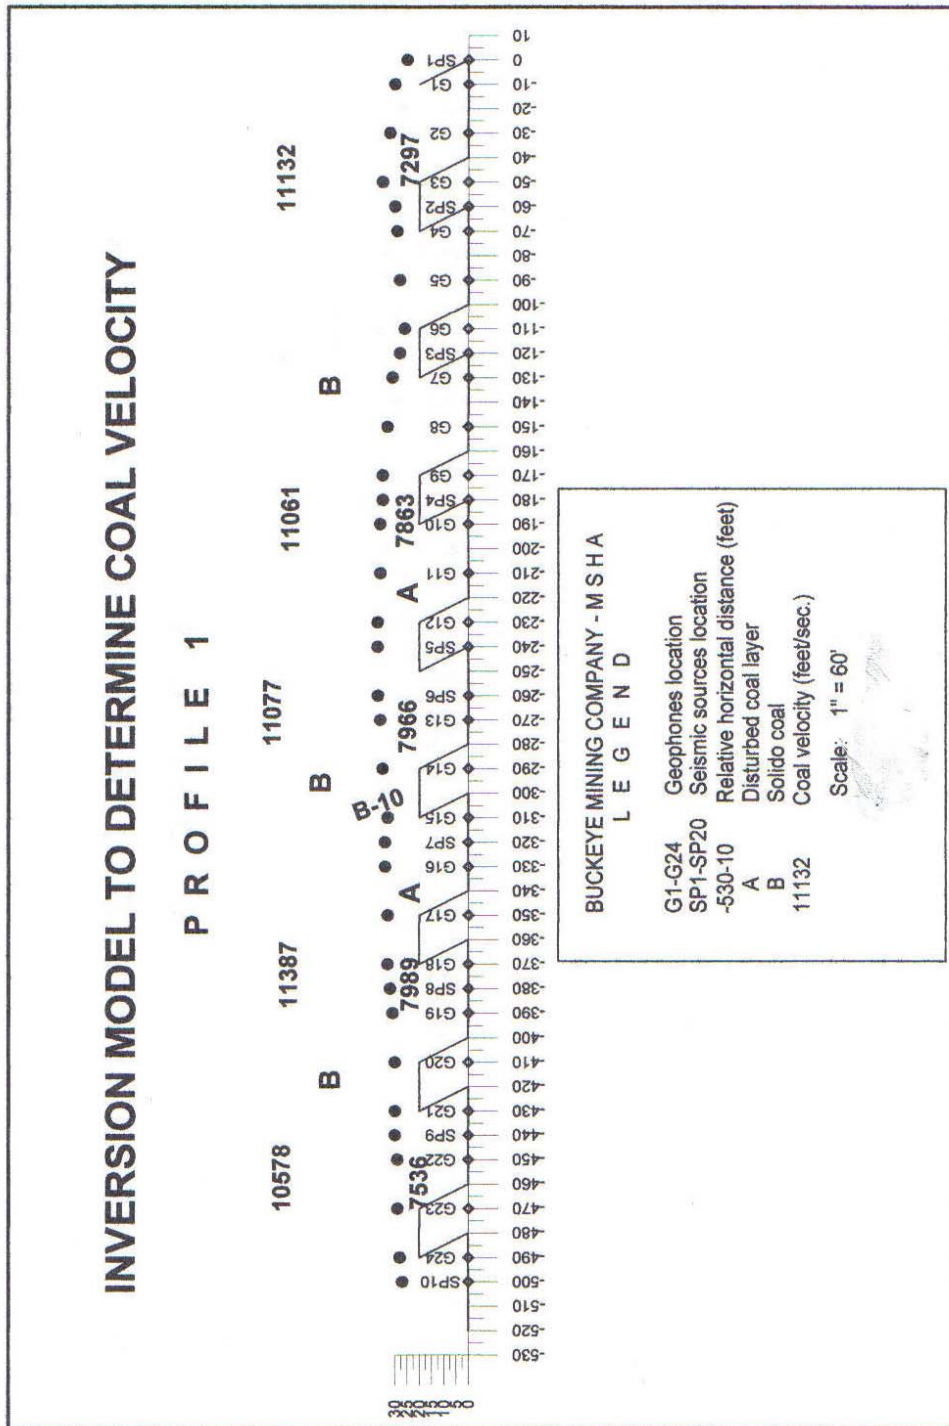 INVERSION MODEL TO DETERMINE COAL VELOCITY
P R O F I L E 1
10578
11387
11077
11061
11132
B
B
B
B-10
A
A
7536
7989
7966
7863
7297
SP10
G24
G23
G22
SP9
G21
G20
G19
SP8
G18
G17
G16
SP7
G15
G14
G13
SP6
SP5
G12
G11
G10
SP4
G9
G8
G7
SP3
G6
G5
G4
SP2
G3
G2
G1
SP1
30
25
20
15
10
5
0
-530
-520
-510
-500
-490
-480
-470
-460
-450
-440
-430
-420
-410
-400
-390
-380
-370
-360
-350
-340
-330
-320
-310
-300
-290
-280
-270
-260
-250
-240
-230
-220
-210
-200
-190
-180
-170
-160
-150
-140
-130
-120
-110
-100
-90
-80
-70
-60
-50
-40
-30
-20
-10
0
10
BUCKEYE MINING COMPANY - M S H A
L E G E N D
G1-G24 Geophones location
SP1-SP20 Seismic sources location
-530-10 Relative horizontal distance (feet)
A Disturbed coal layer
B Solido coal
11132 Coal velocity (feet/sec.)
Scale: 1" = 60'